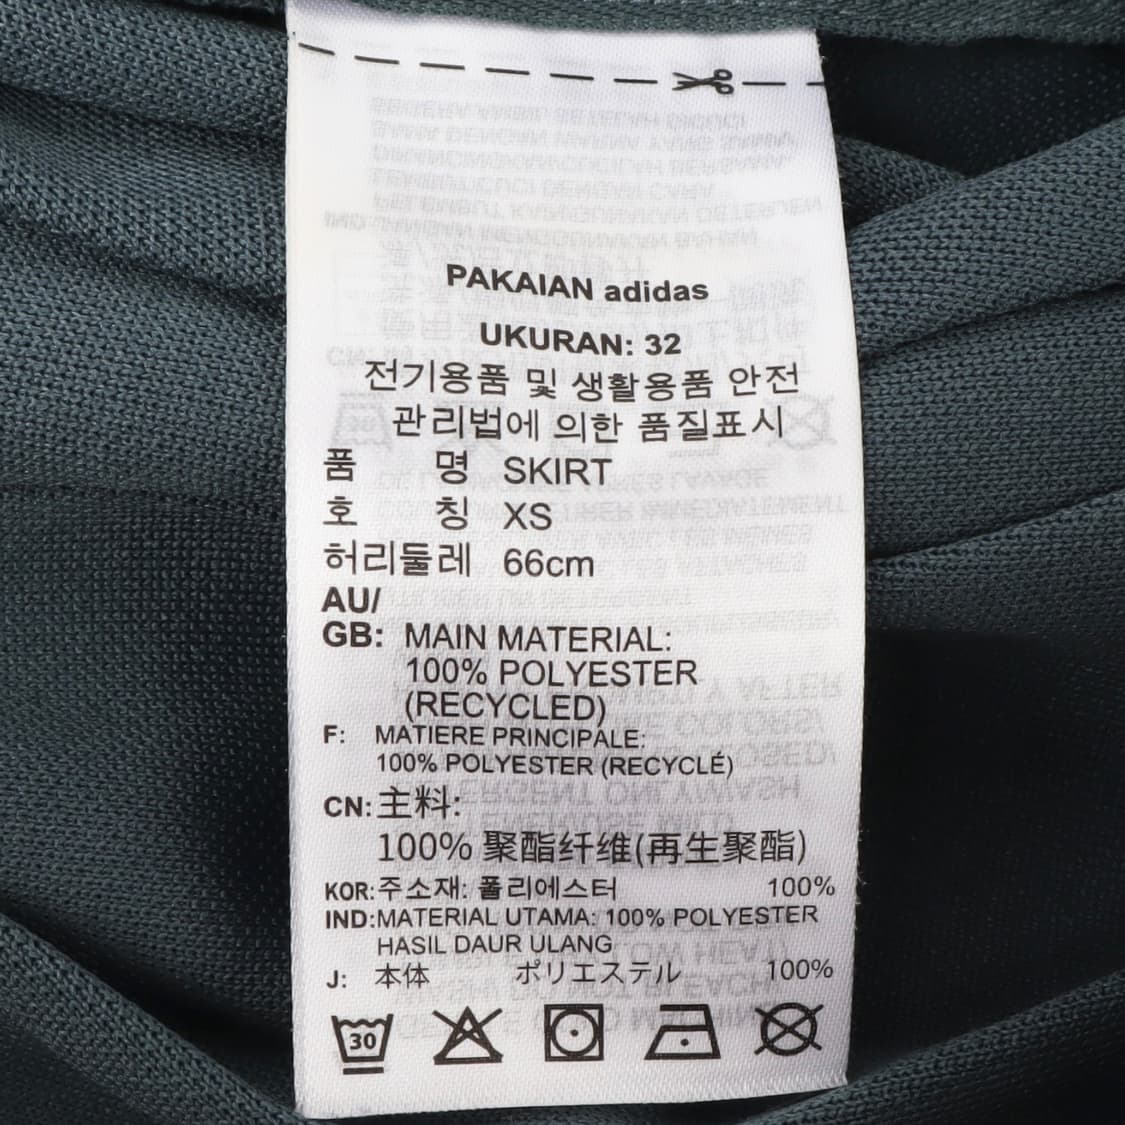 PAKAIAN adidas
UKURAN: 32
전기용품 및 생활용품 안전
관리법에 의한 품질표시
품 명 SKIRT
호 칭 XS
허리둘레 66cm
AU/
GB: MAIN MATERIAL:
100% POLYESTER
(RECYCLED)
F: MATIERE PRINCIPALE:
100% POLYESTER (RECYCLÉ)
CN: 主料:
100% 聚酯纤维(再生聚酯)
KOR: 주소재: 폴리에스터 100%
IND: MATERIAL UTAMA: 100% POLYESTER
HASIL DAUR ULANG
J: 本体 ポリエステル 100%
30